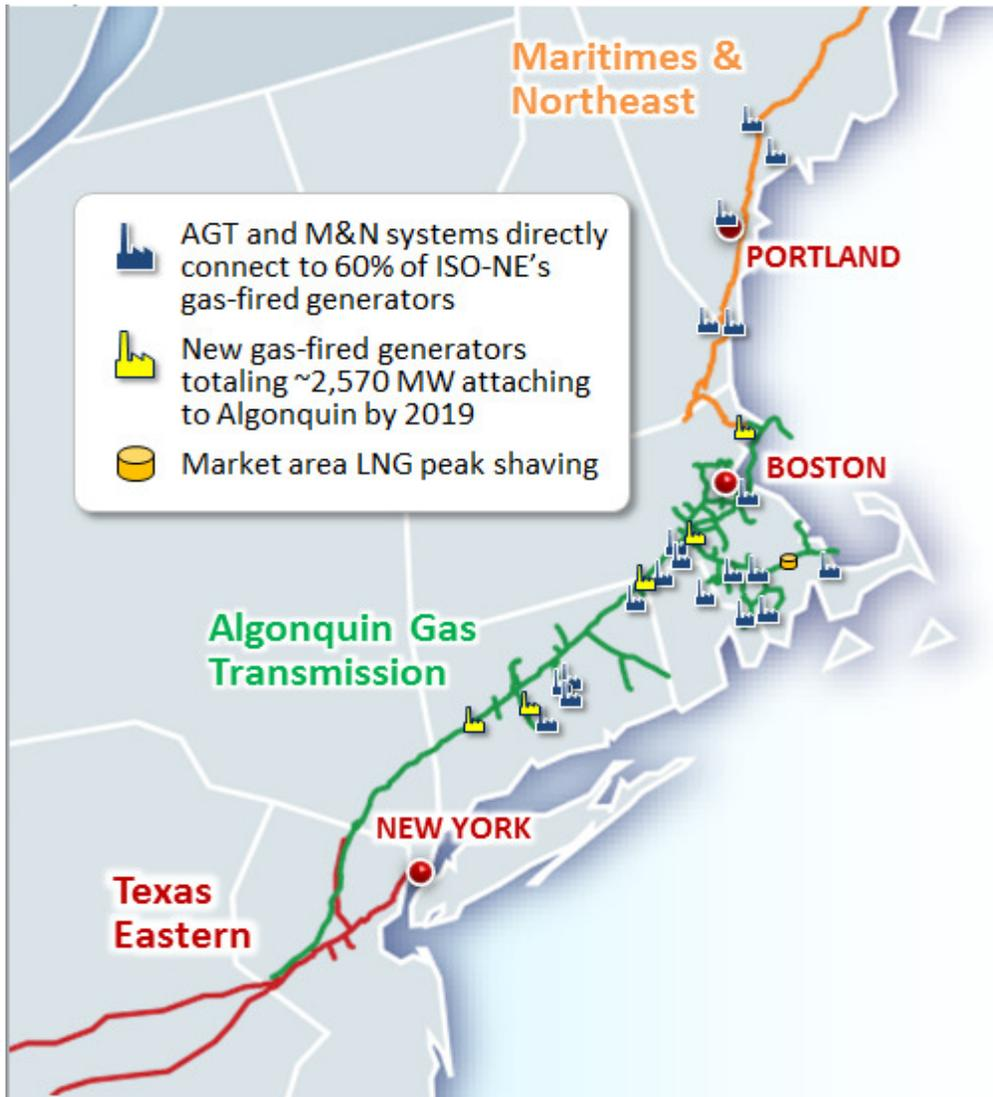 Maritimes &
Northeast
AGT and M&N systems directly
connect to 60% of ISO-NE's
gas-fired generators
New gas-fired generators
totaling ~2,570 MW attaching
to Algonquin by 2019
Market area LNG peak shaving
PORTLAND
BOSTON
Algonquin Gas
Transmission
NEW YORK
Texas
Eastern